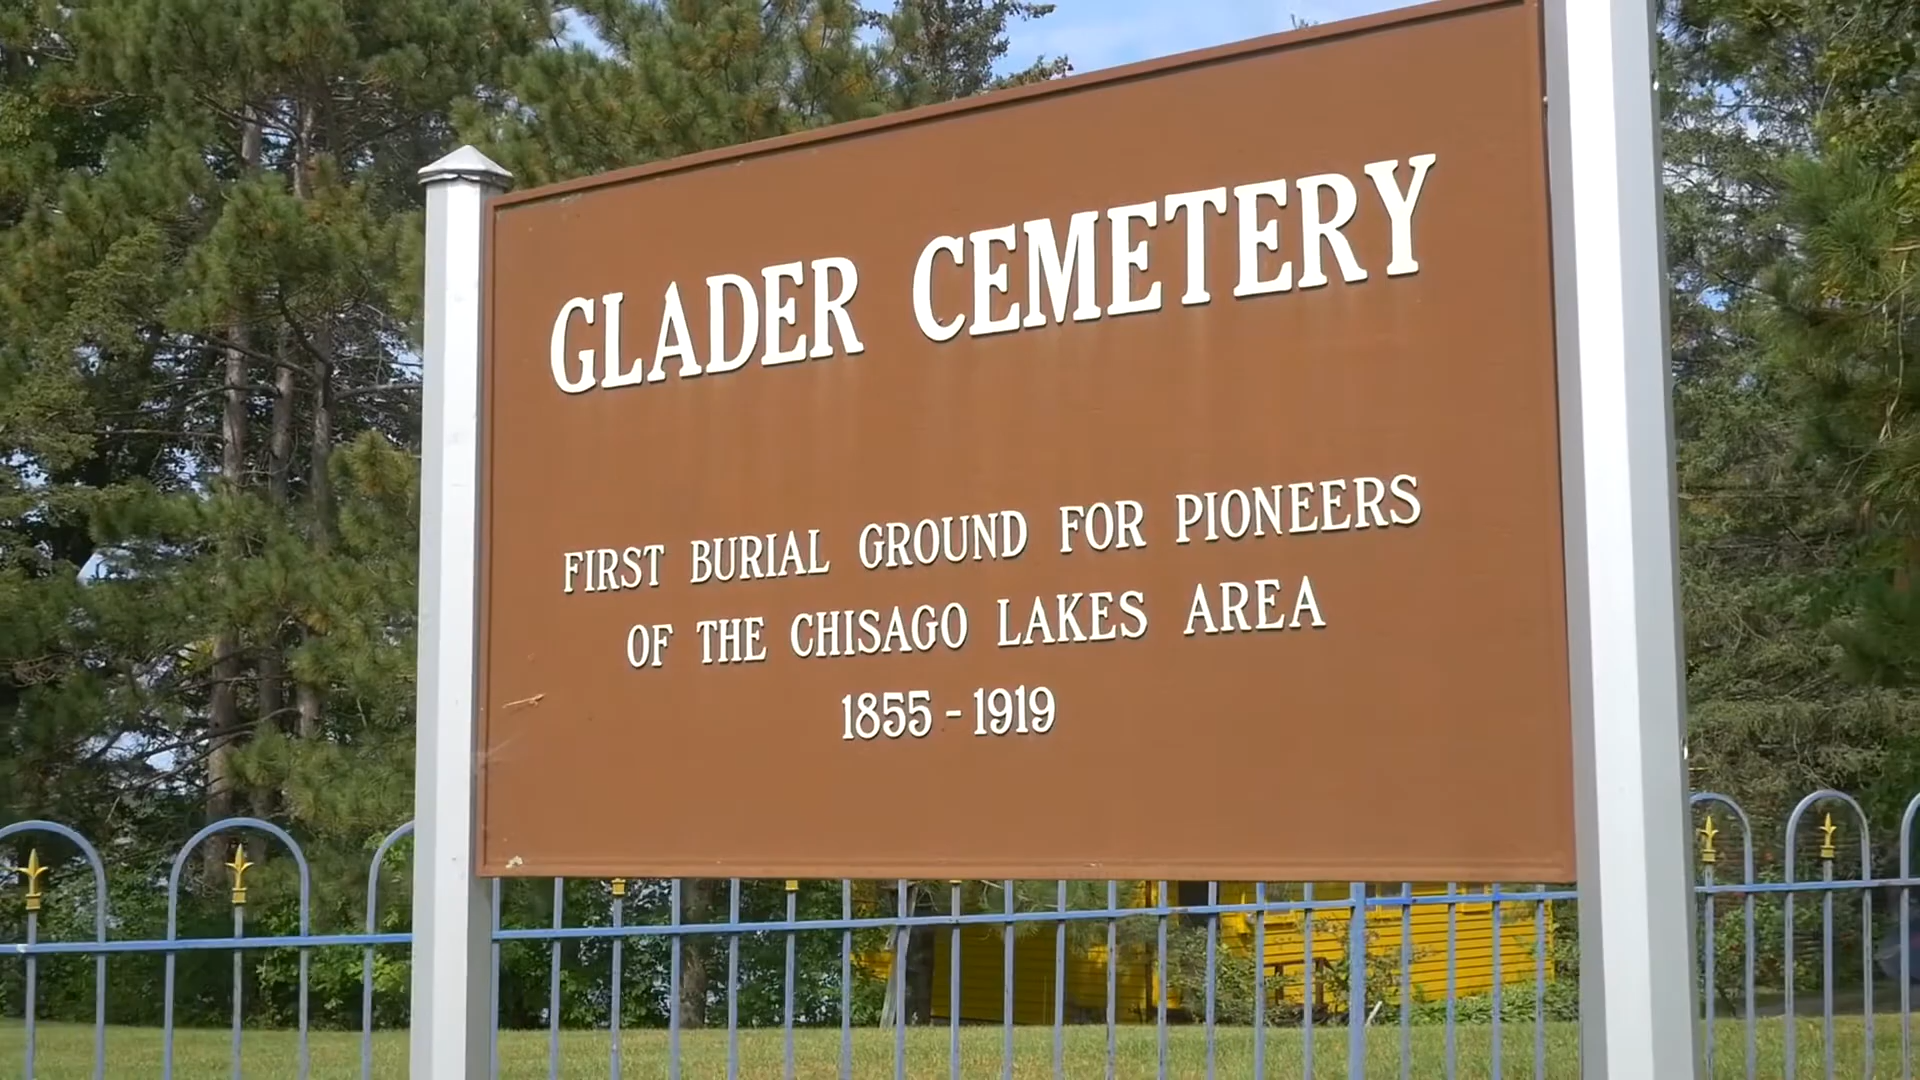 GLADER CEMETERY
FIRST BURIAL GROUND FOR PIONEERS
OF THE CHISAGO LAKES AREA
1855 - 1919